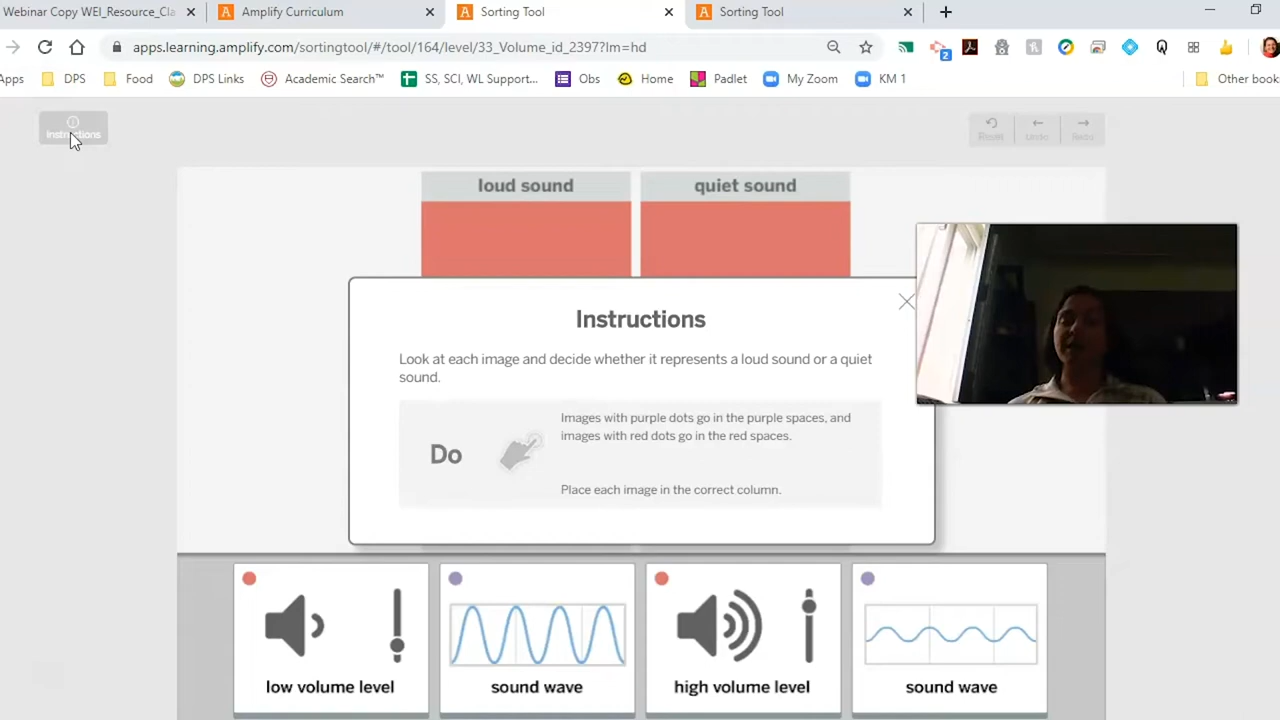 Webinar Copy WEI_Resource_Cla
Amplify Curriculum
Sorting Tool
Sorting Tool
apps.learning.amplify.com/sortingtool/#/tool/164/level/33_Volume_id_2397?lm=hd
2
Apps
DPS
Food
DPS Links
Academic Search™
SS, SCI, WL Support...
Obs
Home
Padlet
My Zoom
KM 1
Other book
Instructions
Reset
Undo
Redo
loud sound
quiet sound
Instructions
Look at each image and decide whether it represents a loud sound or a quiet
sound.
Do
Images with purple dots go in the purple spaces, and
images with red dots go in the red spaces.
Place each image in the correct column.
low volume level
sound wave
high volume level
sound wave